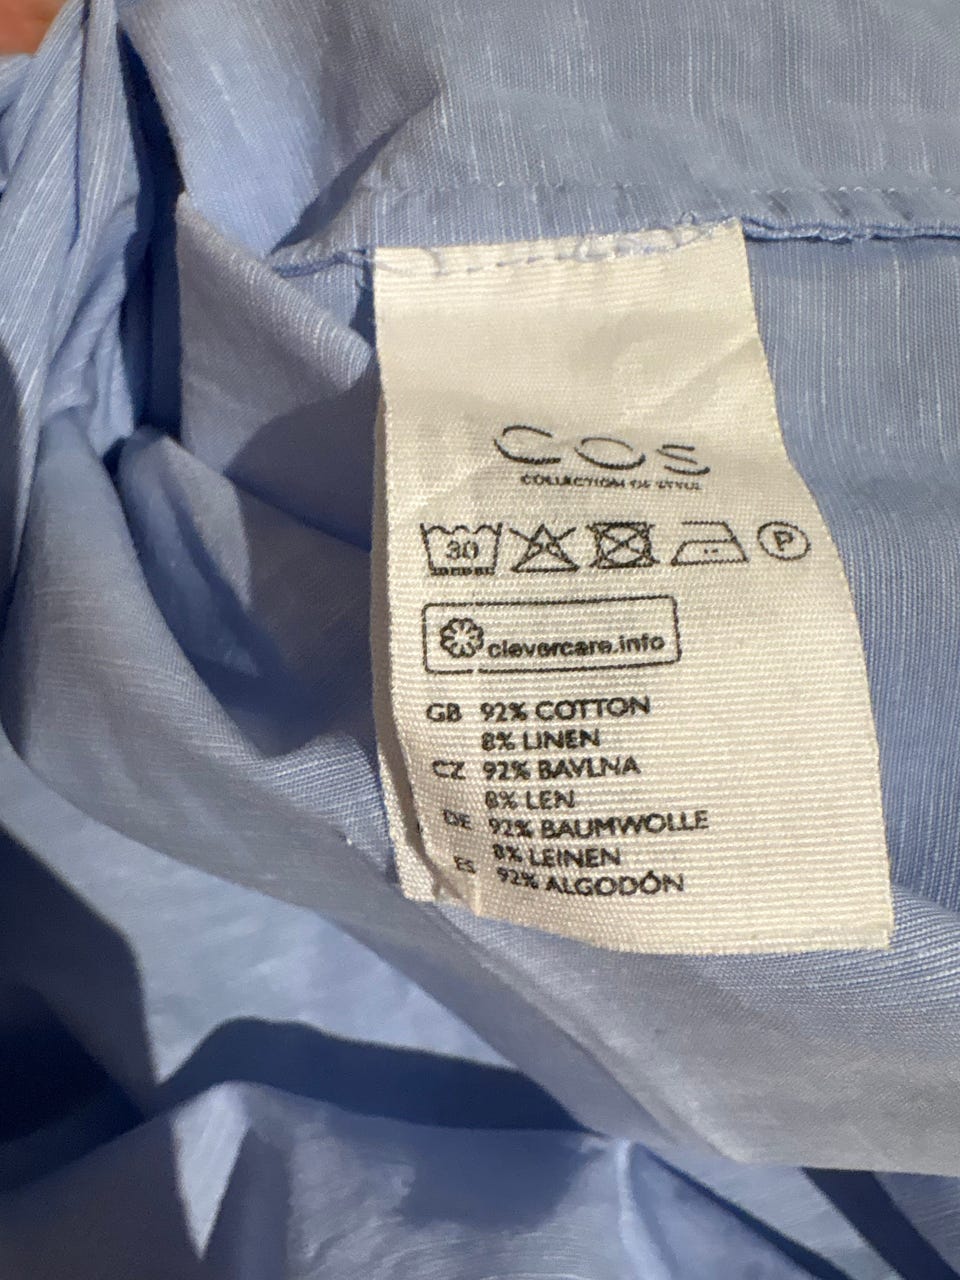 COS
COLLECTION OF STYLE
30
P
clevercare.info
GB 92% COTTON
8% LINEN
CZ 92% BAVLNA
8% LEN
DE 92% BAUMWOLLE
8% LEINEN
ES 92% ALGODÓN